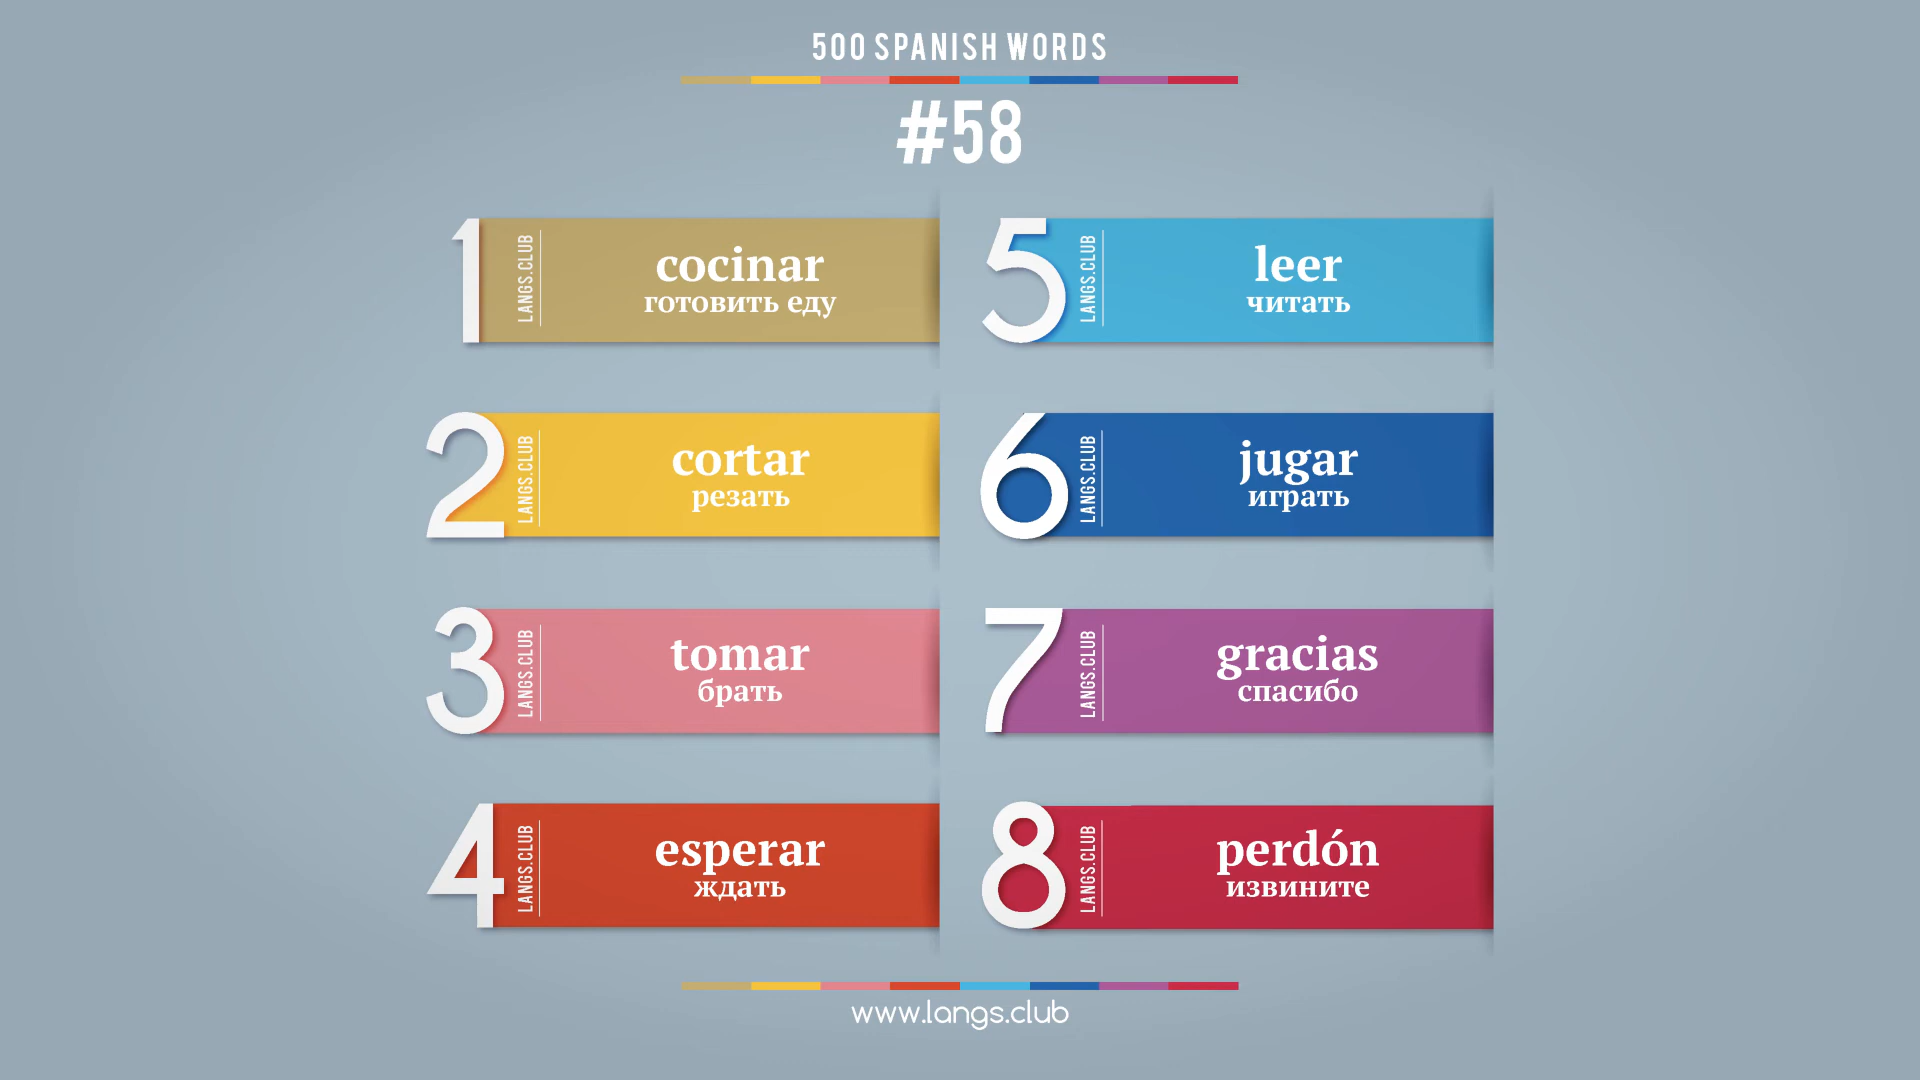 500 SPANISH WORDS
#58
1
LANGS.CLUB
cocinar
готовить еду
2
LANGS.CLUB
cortar
резать
3
LANGS.CLUB
tomar
брать
4
LANGS.CLUB
esperar
ждать
5
LANGS.CLUB
leer
читать
6
LANGS.CLUB
jugar
играть
7
LANGS.CLUB
gracias
спасибо
8
LANGS.CLUB
perdón
извините
www.langs.club